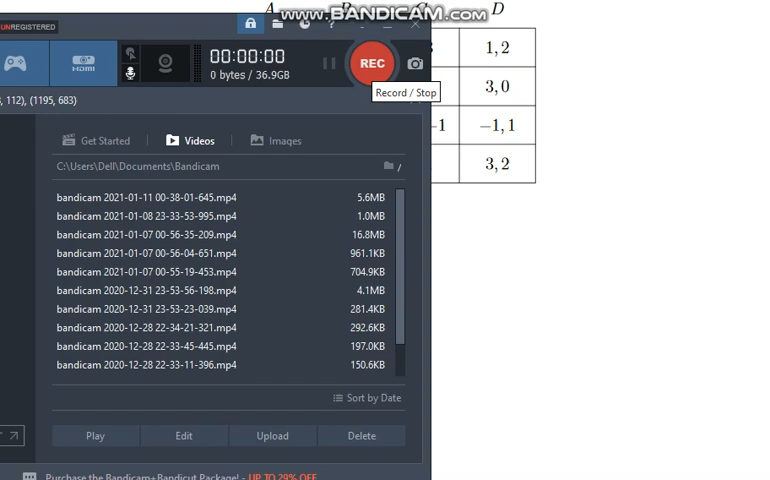 A B C D
WWW.BANDICAM.COM
UNREGISTERED
HDMI
00:00:00
0 bytes / 36.9GB
REC
1, 2
3, 0
Record / Stop
, 112), (1195, 683)
−1
−1, 1
Get Started
Videos
Images
C:\Users\Dell\Documents\Bandicam
/
3, 2
bandicam 2021-01-11 00-38-01-645.mp4 5.6MB
bandicam 2021-01-08 23-33-53-995.mp4 1.0MB
bandicam 2021-01-07 00-56-35-209.mp4 16.8MB
bandicam 2021-01-07 00-56-04-651.mp4 961.1KB
bandicam 2021-01-07 00-55-19-453.mp4 704.9KB
bandicam 2020-12-31 23-53-56-198.mp4 4.1MB
bandicam 2020-12-31 23-53-23-039.mp4 281.4KB
bandicam 2020-12-28 22-34-21-321.mp4 292.6KB
bandicam 2020-12-28 22-33-45-445.mp4 197.0KB
bandicam 2020-12-28 22-33-11-396.mp4 150.6KB
Sort by Date
Play Edit Upload Delete
Purchase the Bandicam+Bandicut Package! - UP TO 29% OFF